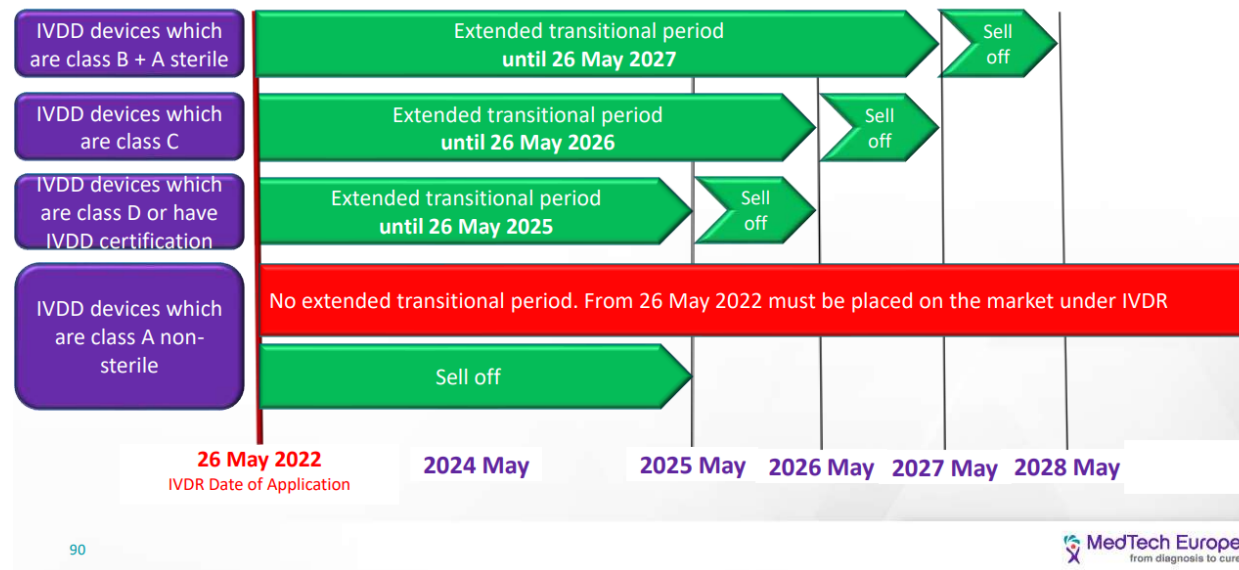 IVDD devices which
are class B + A sterile
Extended transitional period
until 26 May 2027
Sell
off
IVDD devices which
are class C
Extended transitional period
until 26 May 2026
Sell
off
IVDD devices which
are class D or have
IVDD certification
Extended transitional period
until 26 May 2025
Sell
off
IVDD devices which
are class A non-
sterile
No extended transitional period. From 26 May 2022 must be placed on the market under IVDR
Sell off
26 May 2022
IVDR Date of Application
2024 May
2025 May
2026 May
2027 May
2028 May
90
MedTech Europe
from diagnosis to cure